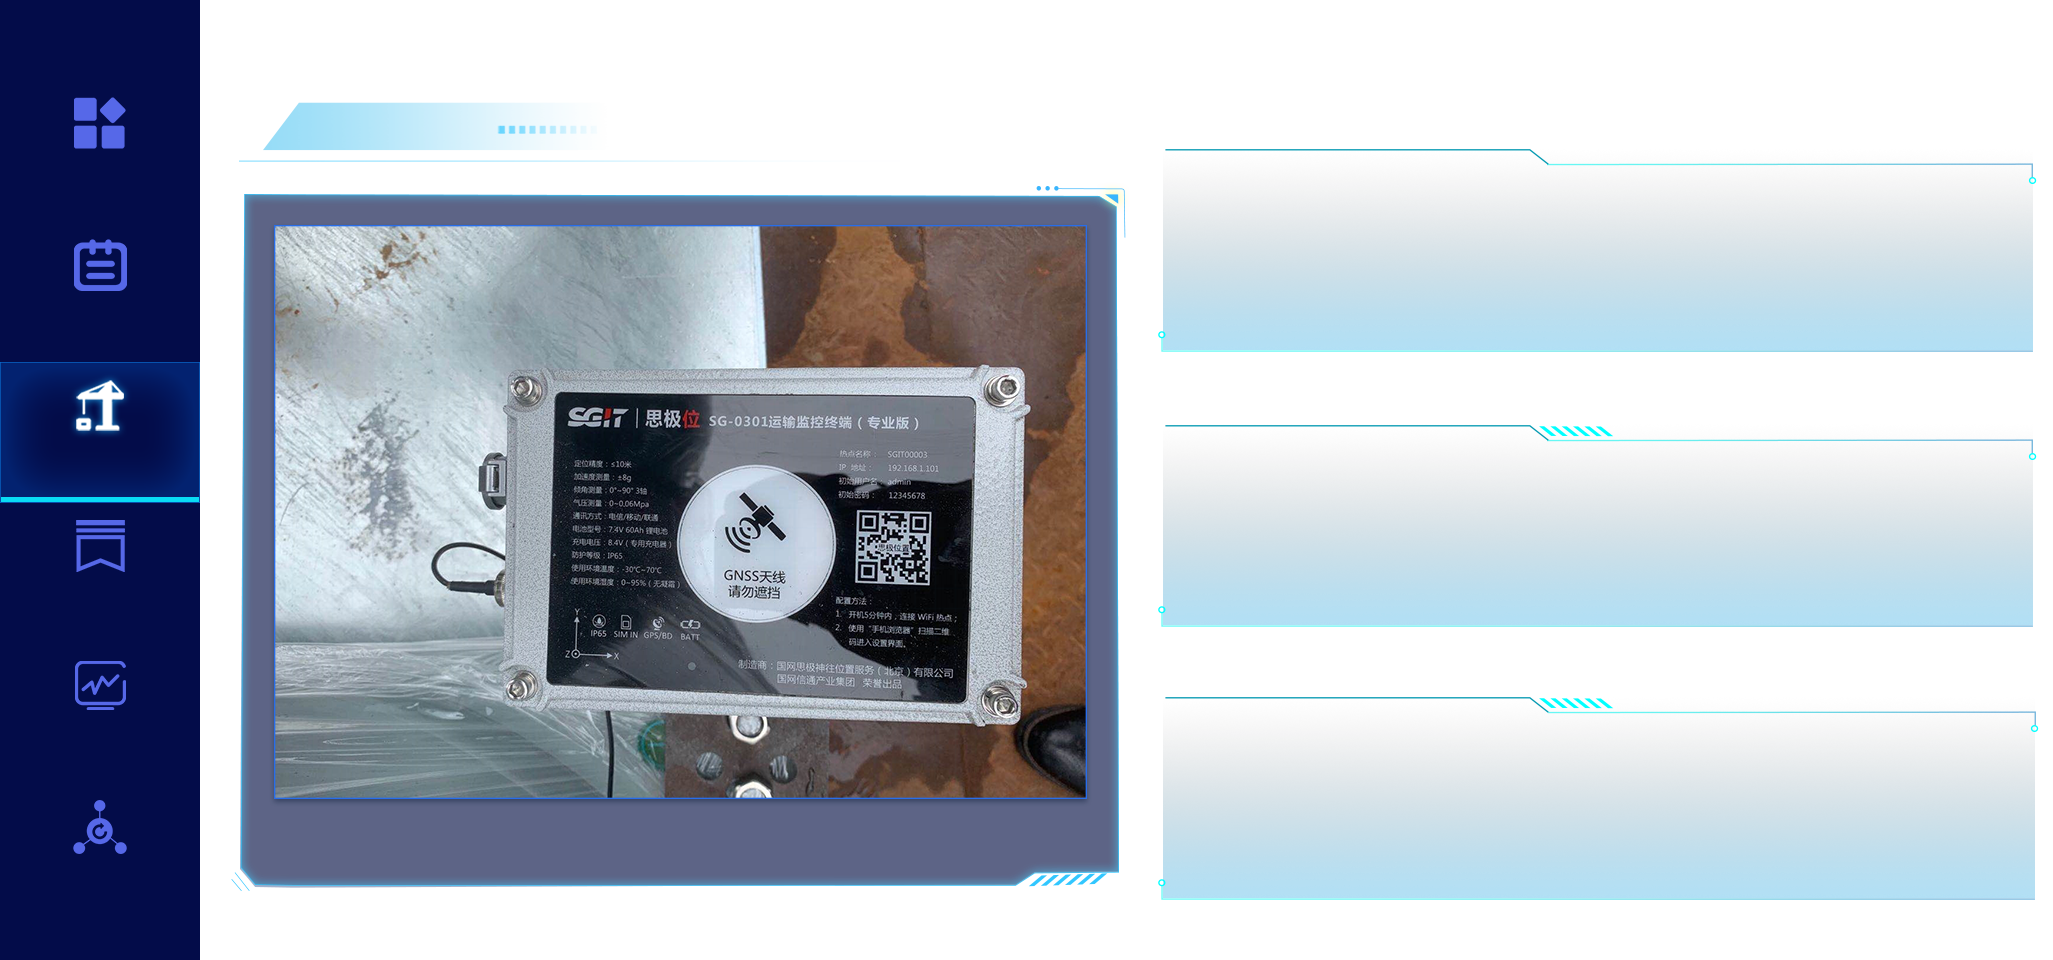 SGIT | 思极位 SG-0301运输监控终端（专业版）
定位精度：≤10米
加速度测量：±8g
倾角测量：0°~90° 3轴
气压测量：0~0.06Mpa
通讯方式：电信/移动/联通
电池型号：7.4V 60Ah 锂电池
充电电压：8.4V（专用充电器）
防护等级：IP65
使用环境温度：-30℃~70℃
使用环境湿度：0~95%（无凝霜）
热点名称： SGIT00003
IP 地址： 192.168.1.101
初始用户名 admin
初始密码： 12345678
GNSS天线
请勿遮挡
思极位置
配置方法：
1. 开机5分钟内，连接 WiFi 热点；
2. 使用“手机浏览器”扫描二维
码进入设置界面。
Y
IP65 SIM IN GPS/BD BATT
Z X
制造商：国网思极神往位置服务（北京）有限公司
国网信通产业集团 荣誉出品